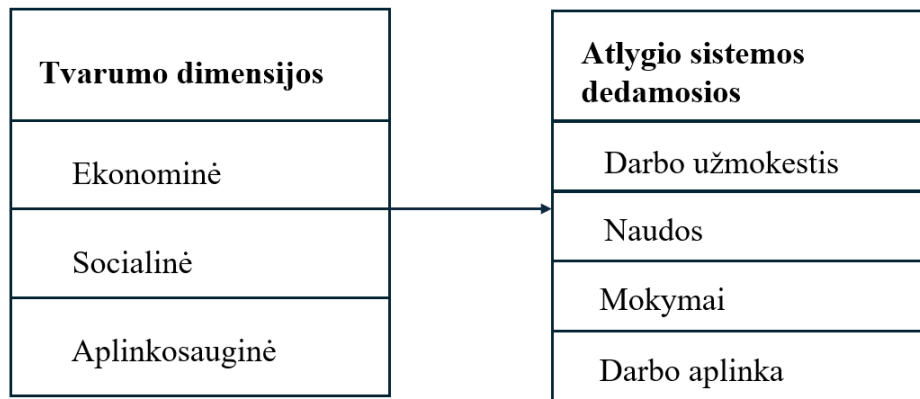 Tvarumo dimensijos
Ekonominė
Socialinė
Aplinkosauginė
Atlygio sistemos
dedamosios
Darbo užmokestis
Naudos
Mokymai
Darbo aplinka